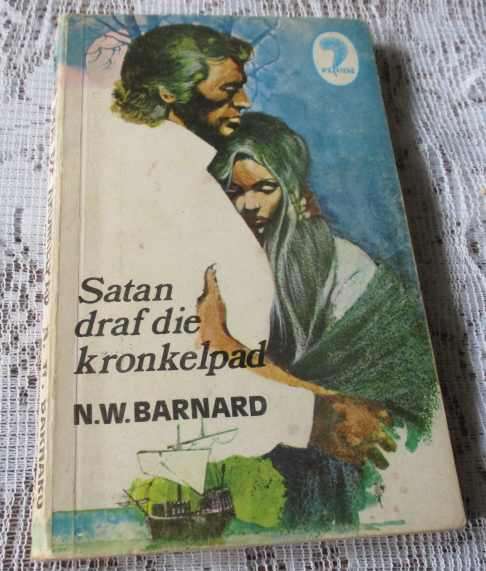 Satan
draf die
kronkelpad
N.W. BARNARD